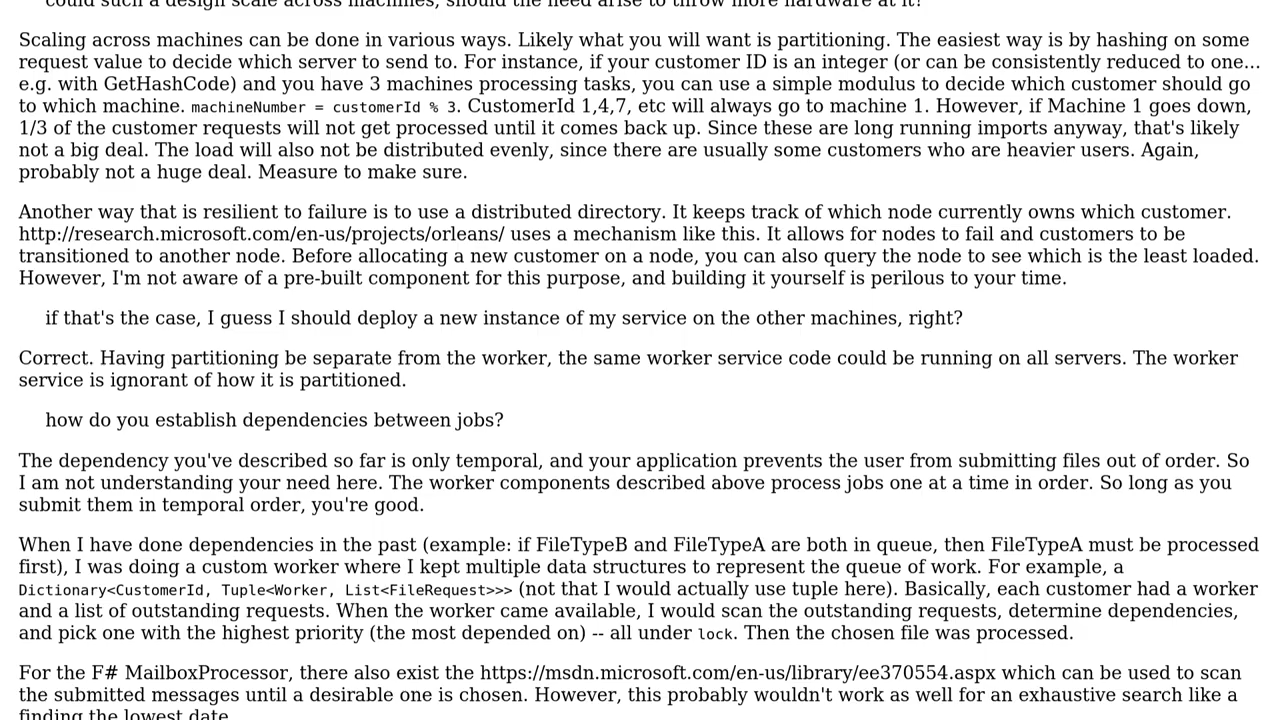 could such a design scale across machines, should the need arise to throw more hardware at it?
Scaling across machines can be done in various ways. Likely what you will want is partitioning. The easiest way is by hashing on some
request value to decide which server to send to. For instance, if your customer ID is an integer (or can be consistently reduced to one...
e.g. with GetHashCode) and you have 3 machines processing tasks, you can use a simple modulus to decide which customer should go
to which machine. machineNumber = customerId % 3. CustomerId 1,4,7, etc will always go to machine 1. However, if Machine 1 goes down,
1/3 of the customer requests will not get processed until it comes back up. Since these are long running imports anyway, that's likely
not a big deal. The load will also not be distributed evenly, since there are usually some customers who are heavier users. Again,
probably not a huge deal. Measure to make sure.
Another way that is resilient to failure is to use a distributed directory. It keeps track of which node currently owns which customer.
http://research.microsoft.com/en-us/projects/orleans/ uses a mechanism like this. It allows for nodes to fail and customers to be
transitioned to another node. Before allocating a new customer on a node, you can also query the node to see which is the least loaded.
However, I'm not aware of a pre-built component for this purpose, and building it yourself is perilous to your time.
if that's the case, I guess I should deploy a new instance of my service on the other machines, right?
Correct. Having partitioning be separate from the worker, the same worker service code could be running on all servers. The worker
service is ignorant of how it is partitioned.
how do you establish dependencies between jobs?
The dependency you've described so far is only temporal, and your application prevents the user from submitting files out of order. So
I am not understanding your need here. The worker components described above process jobs one at a time in order. So long as you
submit them in temporal order, you're good.
When I have done dependencies in the past (example: if FileTypeB and FileTypeA are both in queue, then FileTypeA must be processed
first), I was doing a custom worker where I kept multiple data structures to represent the queue of work. For example, a
Dictionary<CustomerId, Tuple<Worker, List<FileRequest>>> (not that I would actually use tuple here). Basically, each customer had a worker
and a list of outstanding requests. When the worker came available, I would scan the outstanding requests, determine dependencies,
and pick one with the highest priority (the most depended on) -- all under lock. Then the chosen file was processed.
For the F# MailboxProcessor, there also exist the https://msdn.microsoft.com/en-us/library/ee370554.aspx which can be used to scan
the submitted messages until a desirable one is chosen. However, this probably wouldn't work as well for an exhaustive search like a
finding the lowest date.